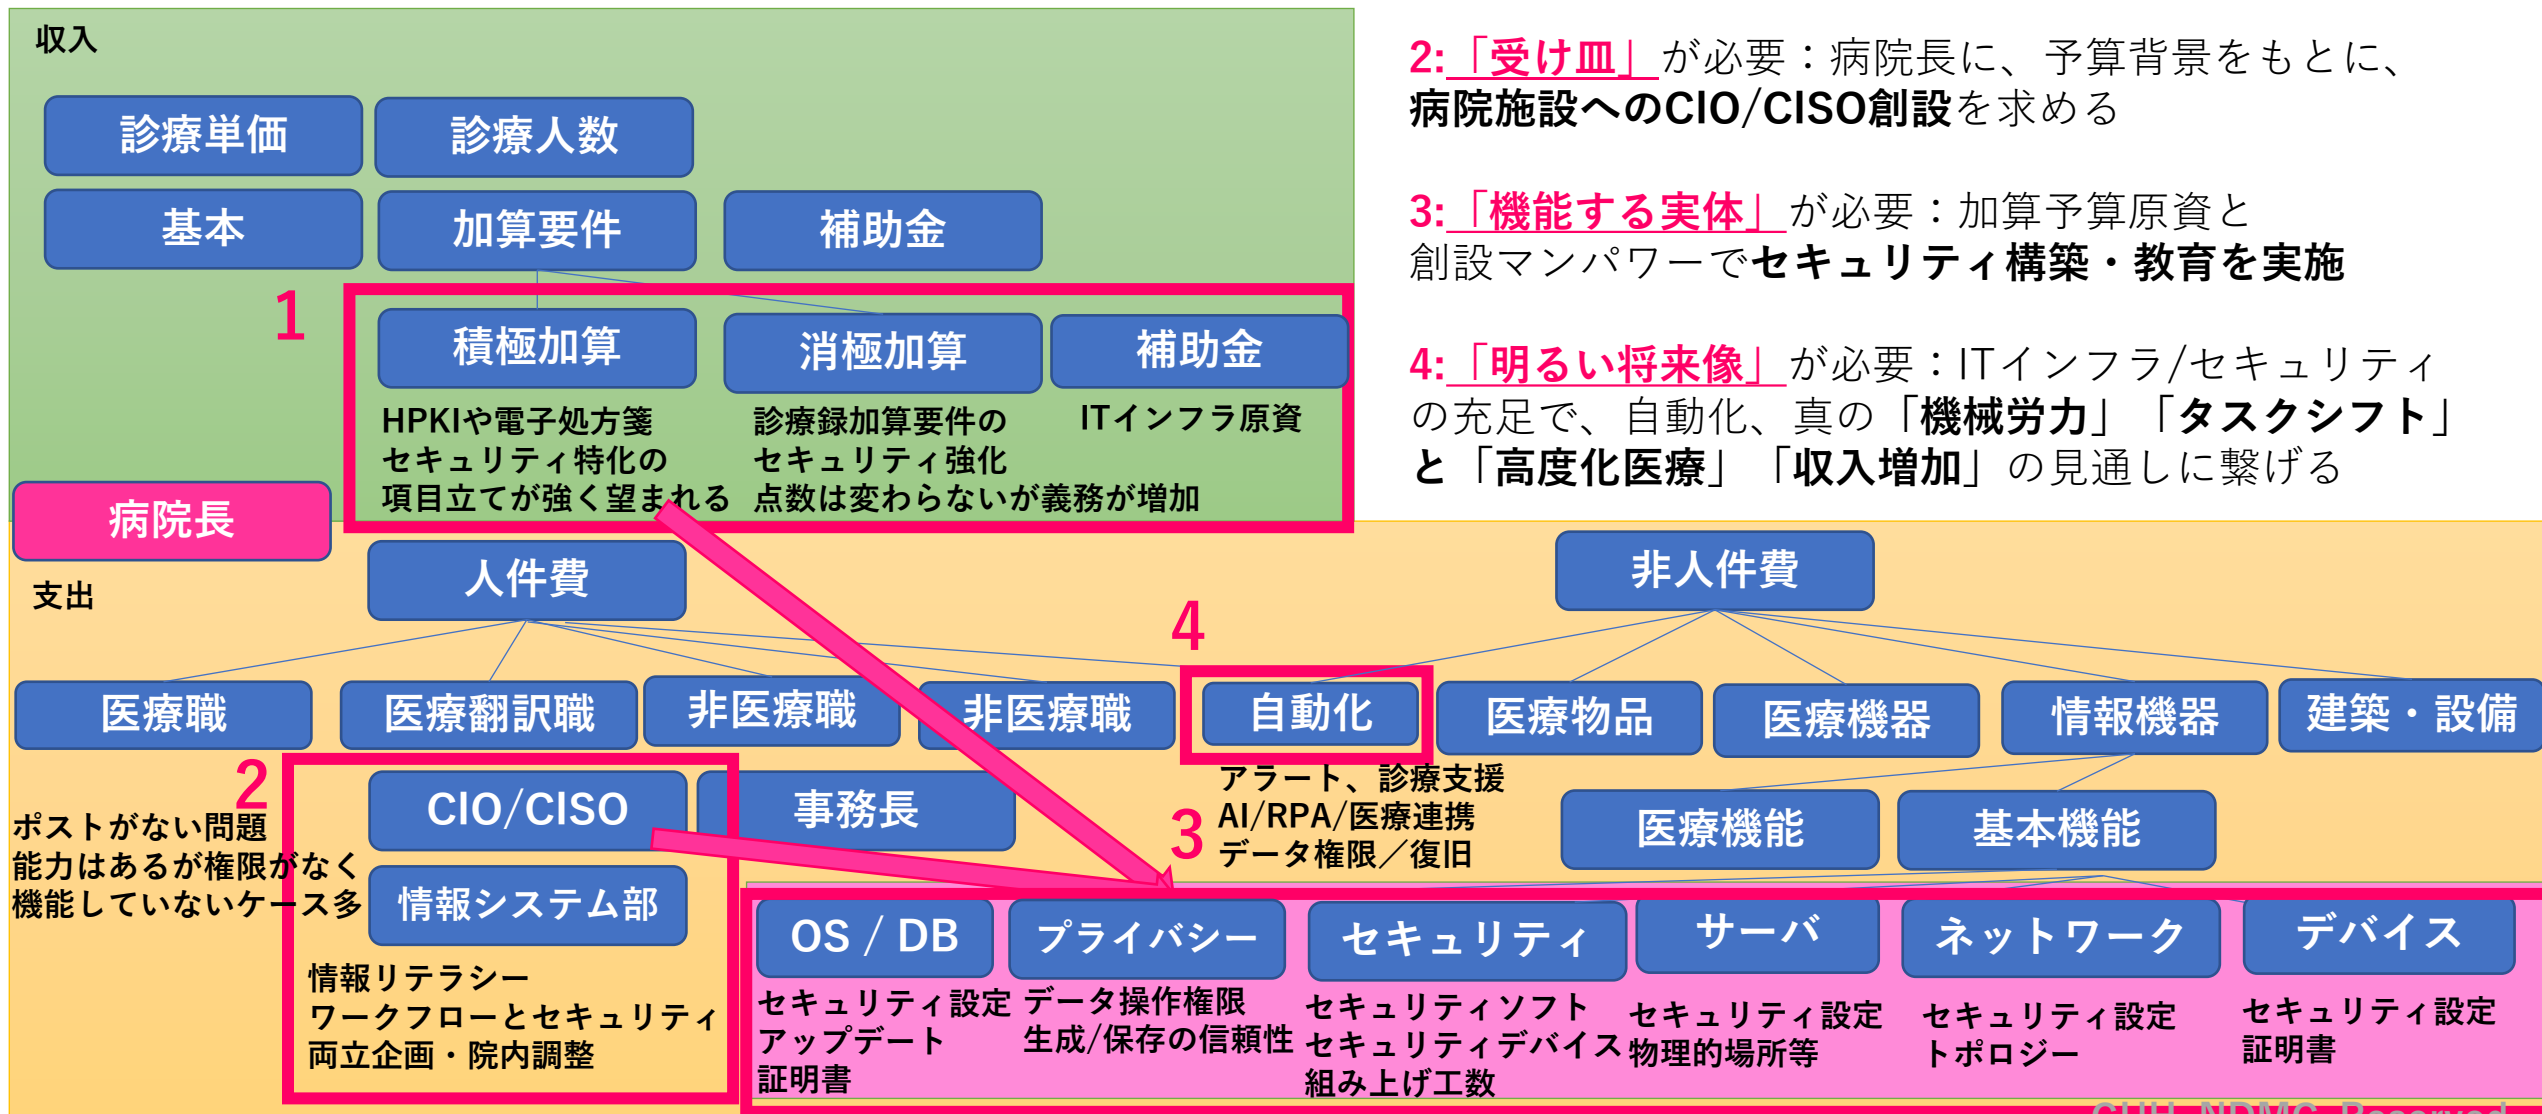 収入
診療単価
診療人数
基本
加算要件
補助金
1
積極加算
消極加算
補助金
HPKIや電子処方箋
セキュリティ特化の
項目立てが強く望まれる
診療録加算要件の
セキュリティ強化
点数は変わらないが義務が増加
ITインフラ原資
2:「受け皿」が必要：病院長に、予算背景をもとに、
病院施設へのCIO/CISO創設を求める
3:「機能する実体」が必要：加算予算原資と
創設マンパワーでセキュリティ構築・教育を実施
4:「明るい将来像」が必要：ITインフラ/セキュリティ
の充足で、自動化、真の「機械労力」「タスクシフト」
と「高度化医療」「収入増加」の見通しに繋げる
病院長
支出
人件費
非人件費
4
医療職
医療翻訳職
非医療職
非医療職
自動化
医療物品
医療機器
情報機器
建築・設備
2
ポストがない問題
能力はあるが権限がなく
機能していないケース多
CIO/CISO
事務長
情報システム部
情報リテラシー
ワークフローとセキュリティ
両立企画・院内調整
3
アラート、診療支援
AI/RPA/医療連携
データ権限／復旧
医療機能
基本機能
OS / DB
プライバシー
セキュリティ
サーバ
ネットワーク
デバイス
セキュリティ設定
アップデート
証明書
データ操作権限
生成/保存の信頼性
セキュリティソフト
セキュリティデバイス
組み上げ工数
セキュリティ設定
物理的場所等
セキュリティ設定
トポロジー
セキュリティ設定
証明書